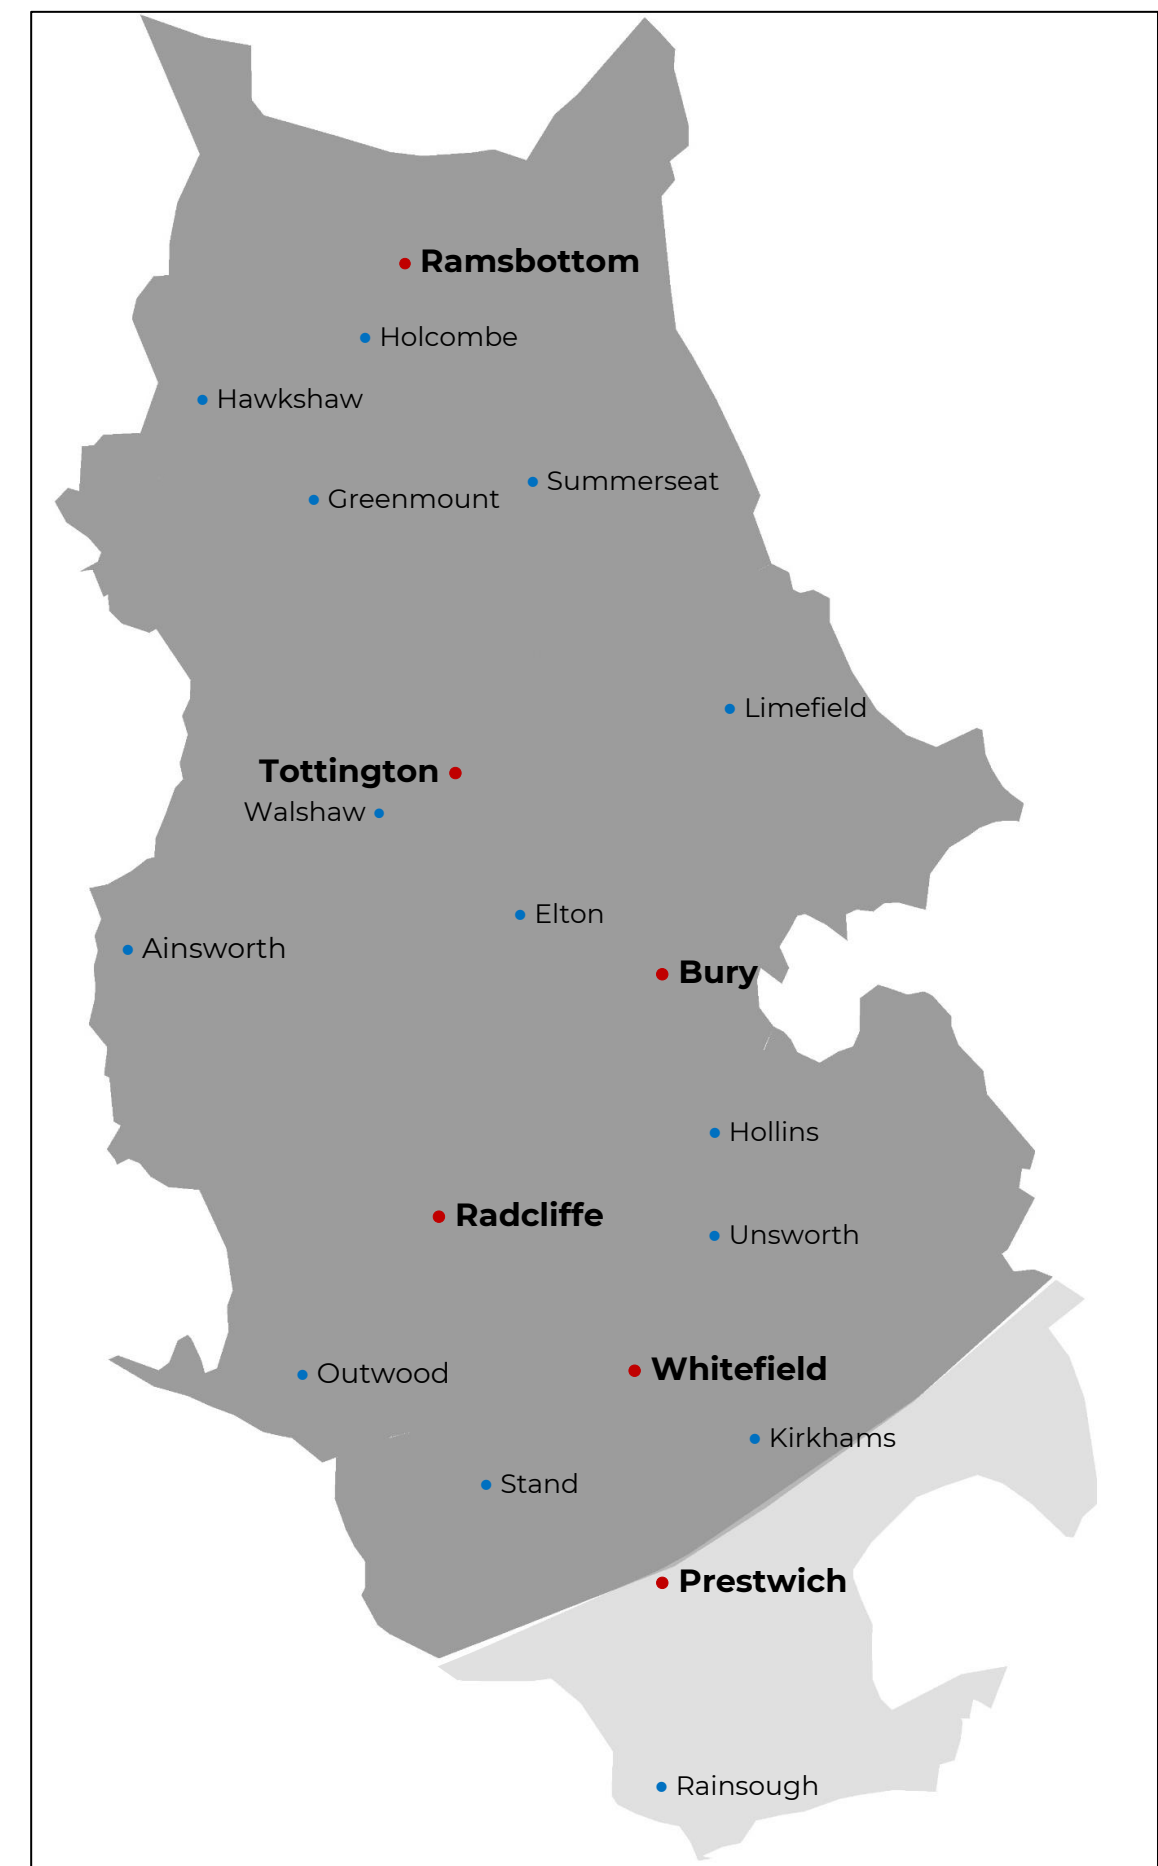 Ramsbottom
Holcombe
Hawkshaw
Summerseat
Greenmount
Limefield
Tottington
Walshaw
Elton
Ainsworth
Bury
Hollins
Radcliffe
Unsworth
Whitefield
Outwood
Kirkhams
Stand
Prestwich
Rainsough